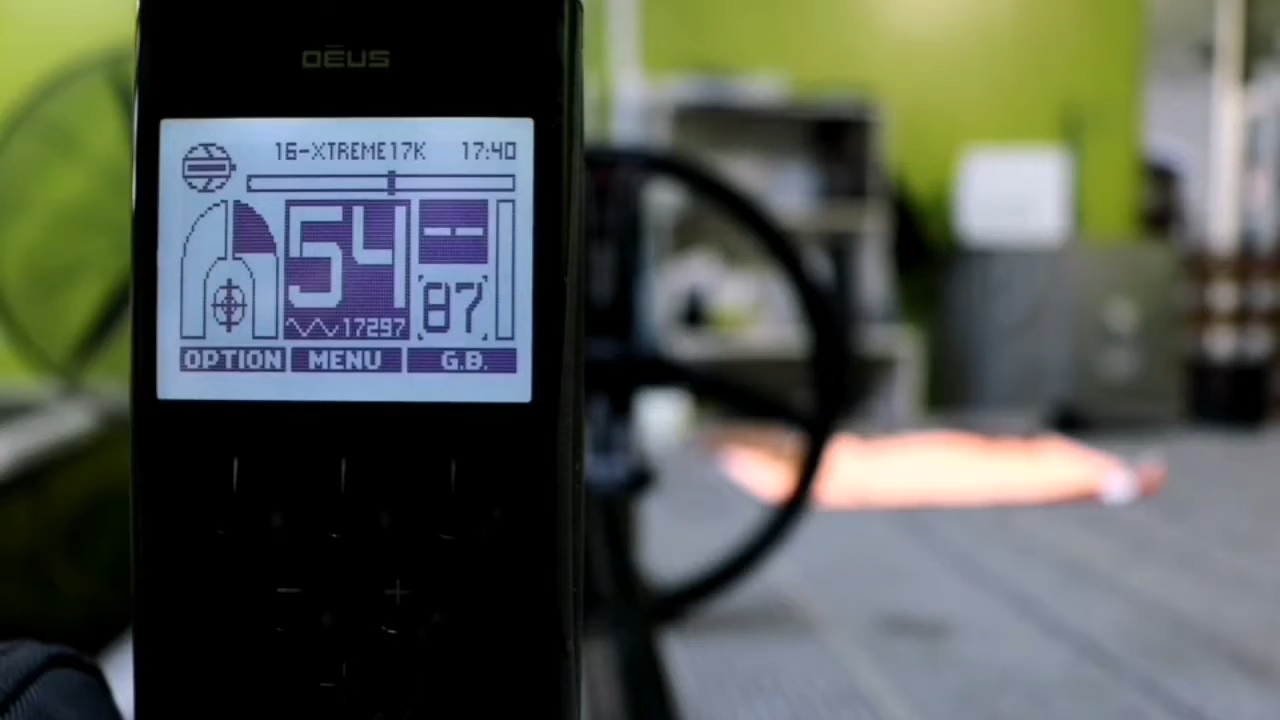 DEUS
16-XTREME17K 17:40
54 --
87
17297
OPTION MENU G.B.
- +